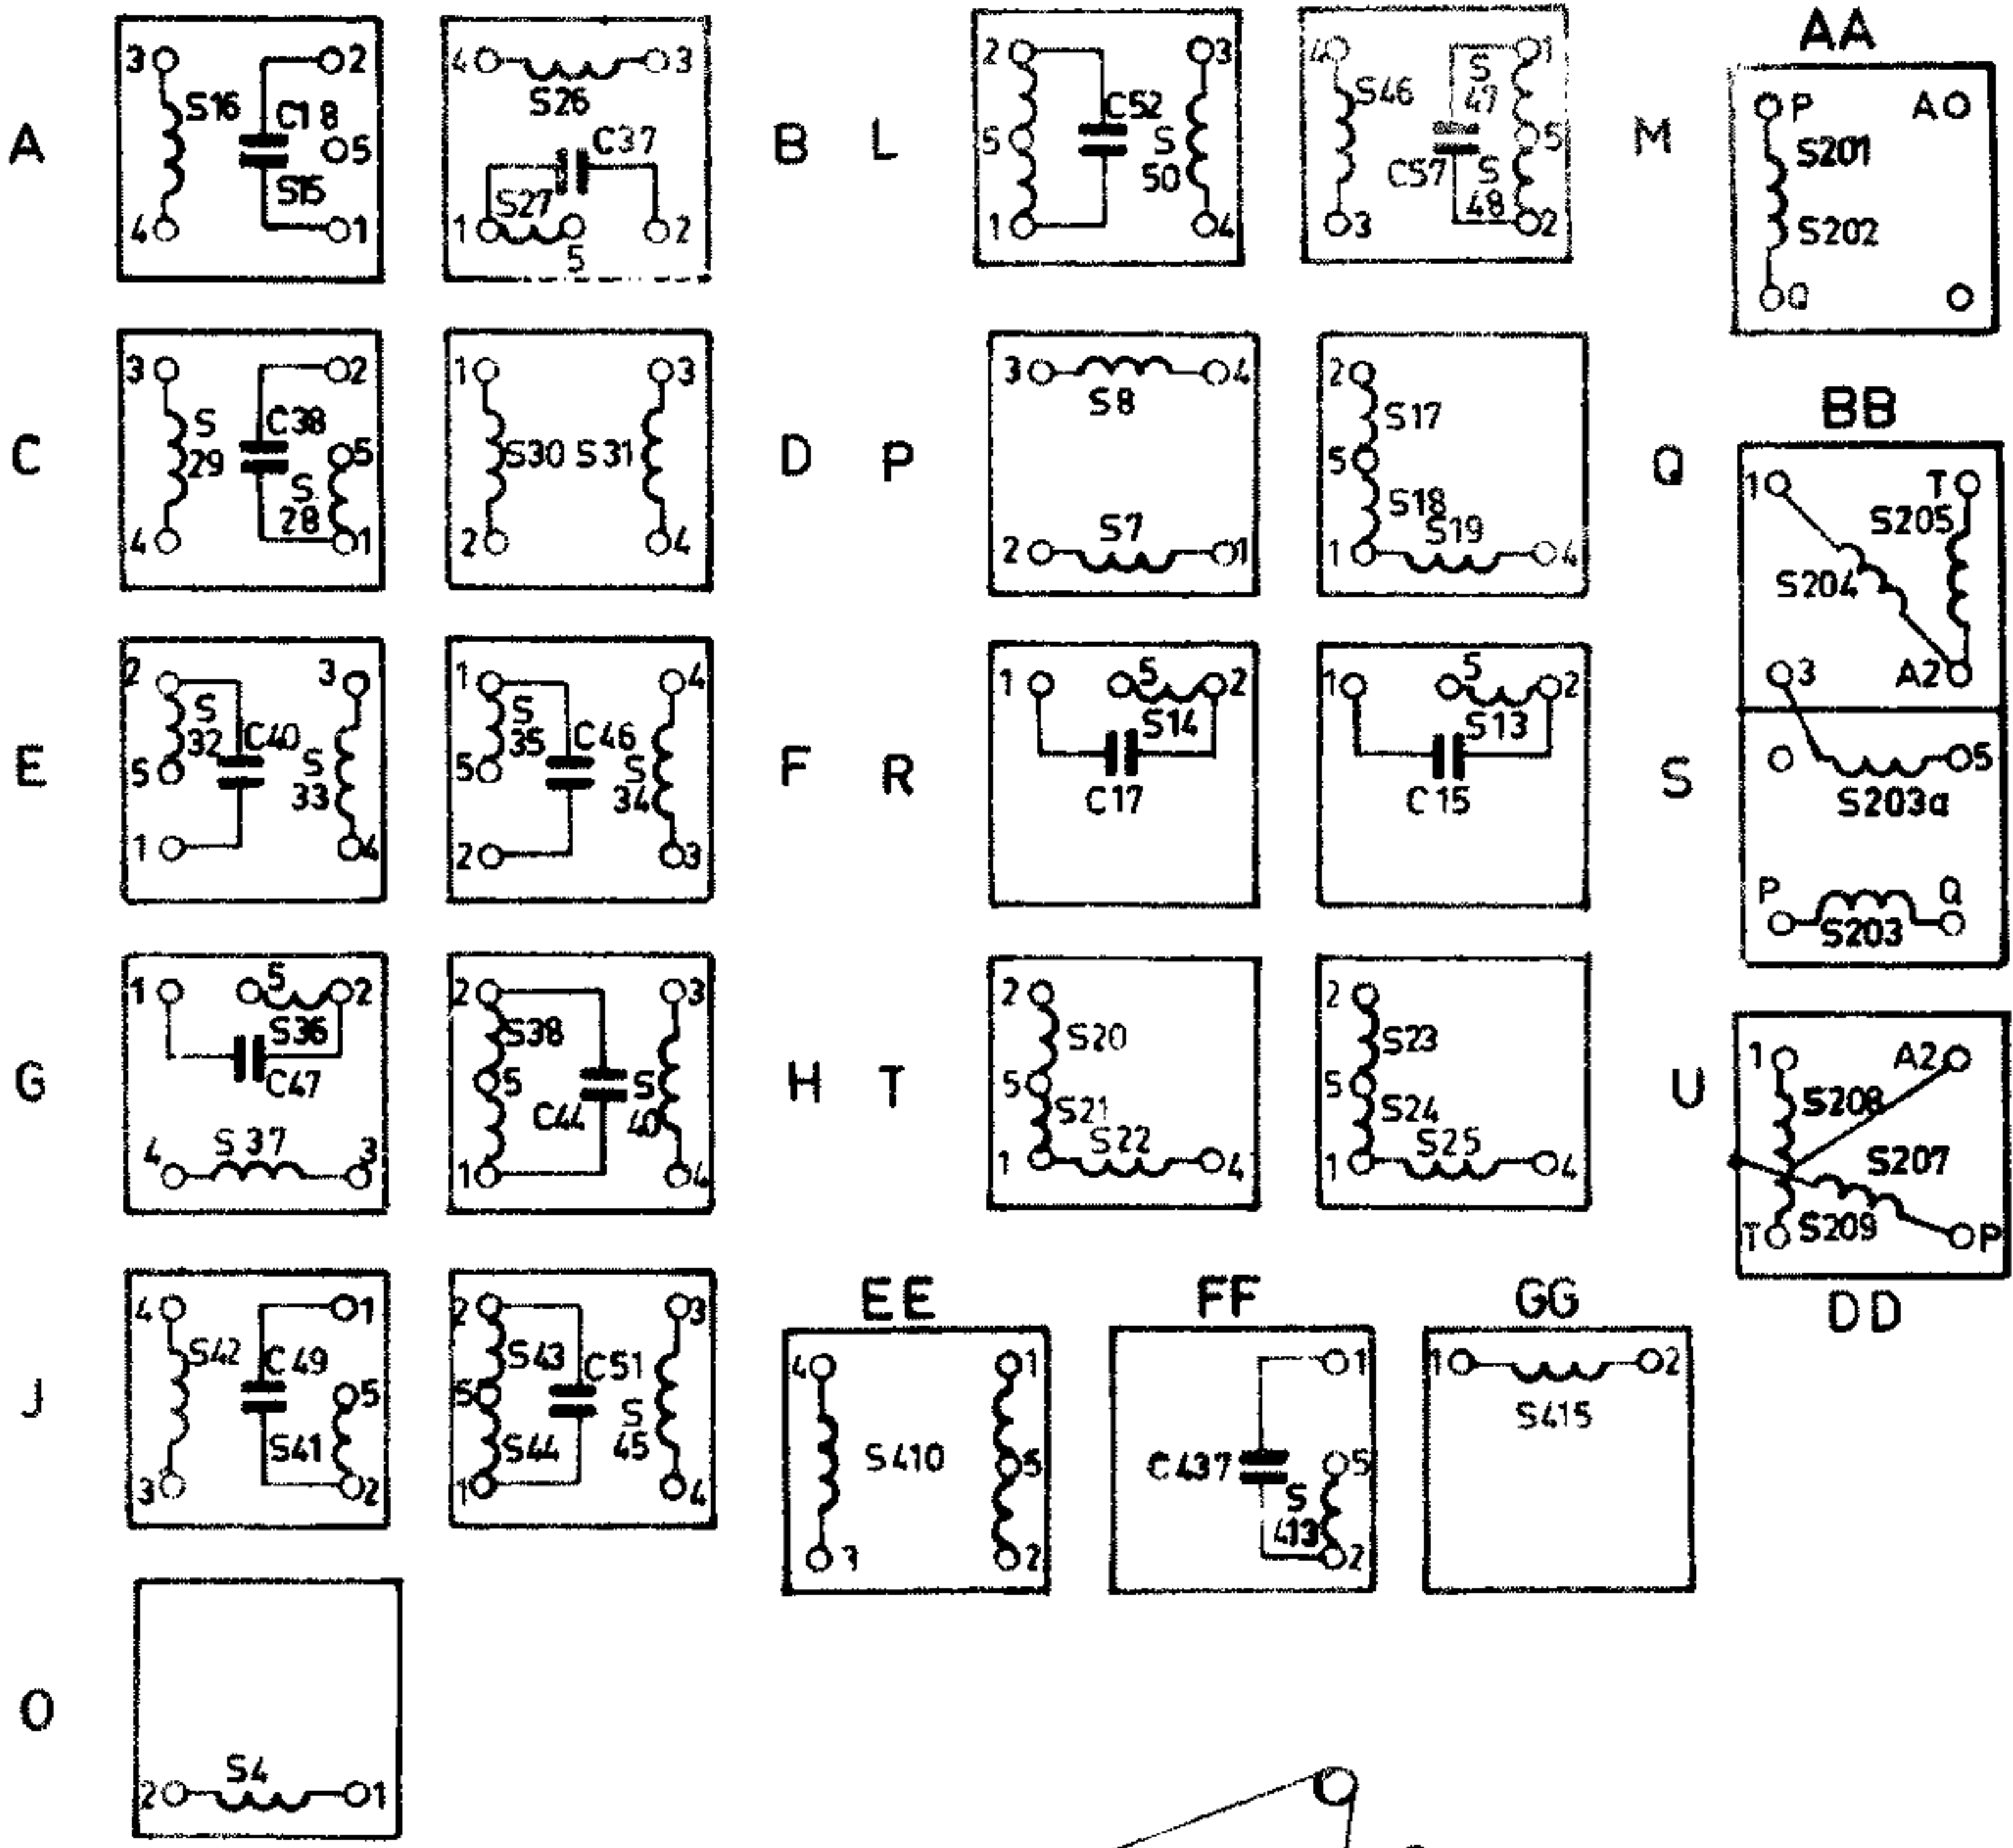 A
3 2
S16 C18
5
S15
4 1
B
4 3
S26
C37
S27
1 5 2
L
2 3
C52
5 S
50
1 4
M
4 1
S46 S
47
5
C57 S
48
3 2
AA
P A
S201
S202
Q
C
3 2
S C38
29 5
S
28
4 1
D
1 3
S30 S31
2 4
P
3 4
S8
S7
2 1
Q
2
S17
5
S18
S19
1 4
BB
1 T
S205
S204
3 A2
5
S203a
P Q
S203
E
2 3
S
32 C40
5 S
33
1 4
F
1 4
S
35 C46
5 S
34
2 3
R
1 5 2
S14
C17
S
1 5 2
S13
C15
G
1 5 2
S36
C47
S37
4 3
H
2 3
S38
5 S
C44 40
1 4
T
2
S20
5
S21
S22
1 4
U
2
S23
5
S24
S25
1 4
1 A2
S208
S207
S209
T P
DD
J
4 1
S42 C49
5
S41
3 2
2 3
S43 C51
5 S
S44 45
1 4
EE
4 1
S410 5
3 2
FF
1
C437 5
S
413
2
GG
1 2
S415
O
S4
2 1